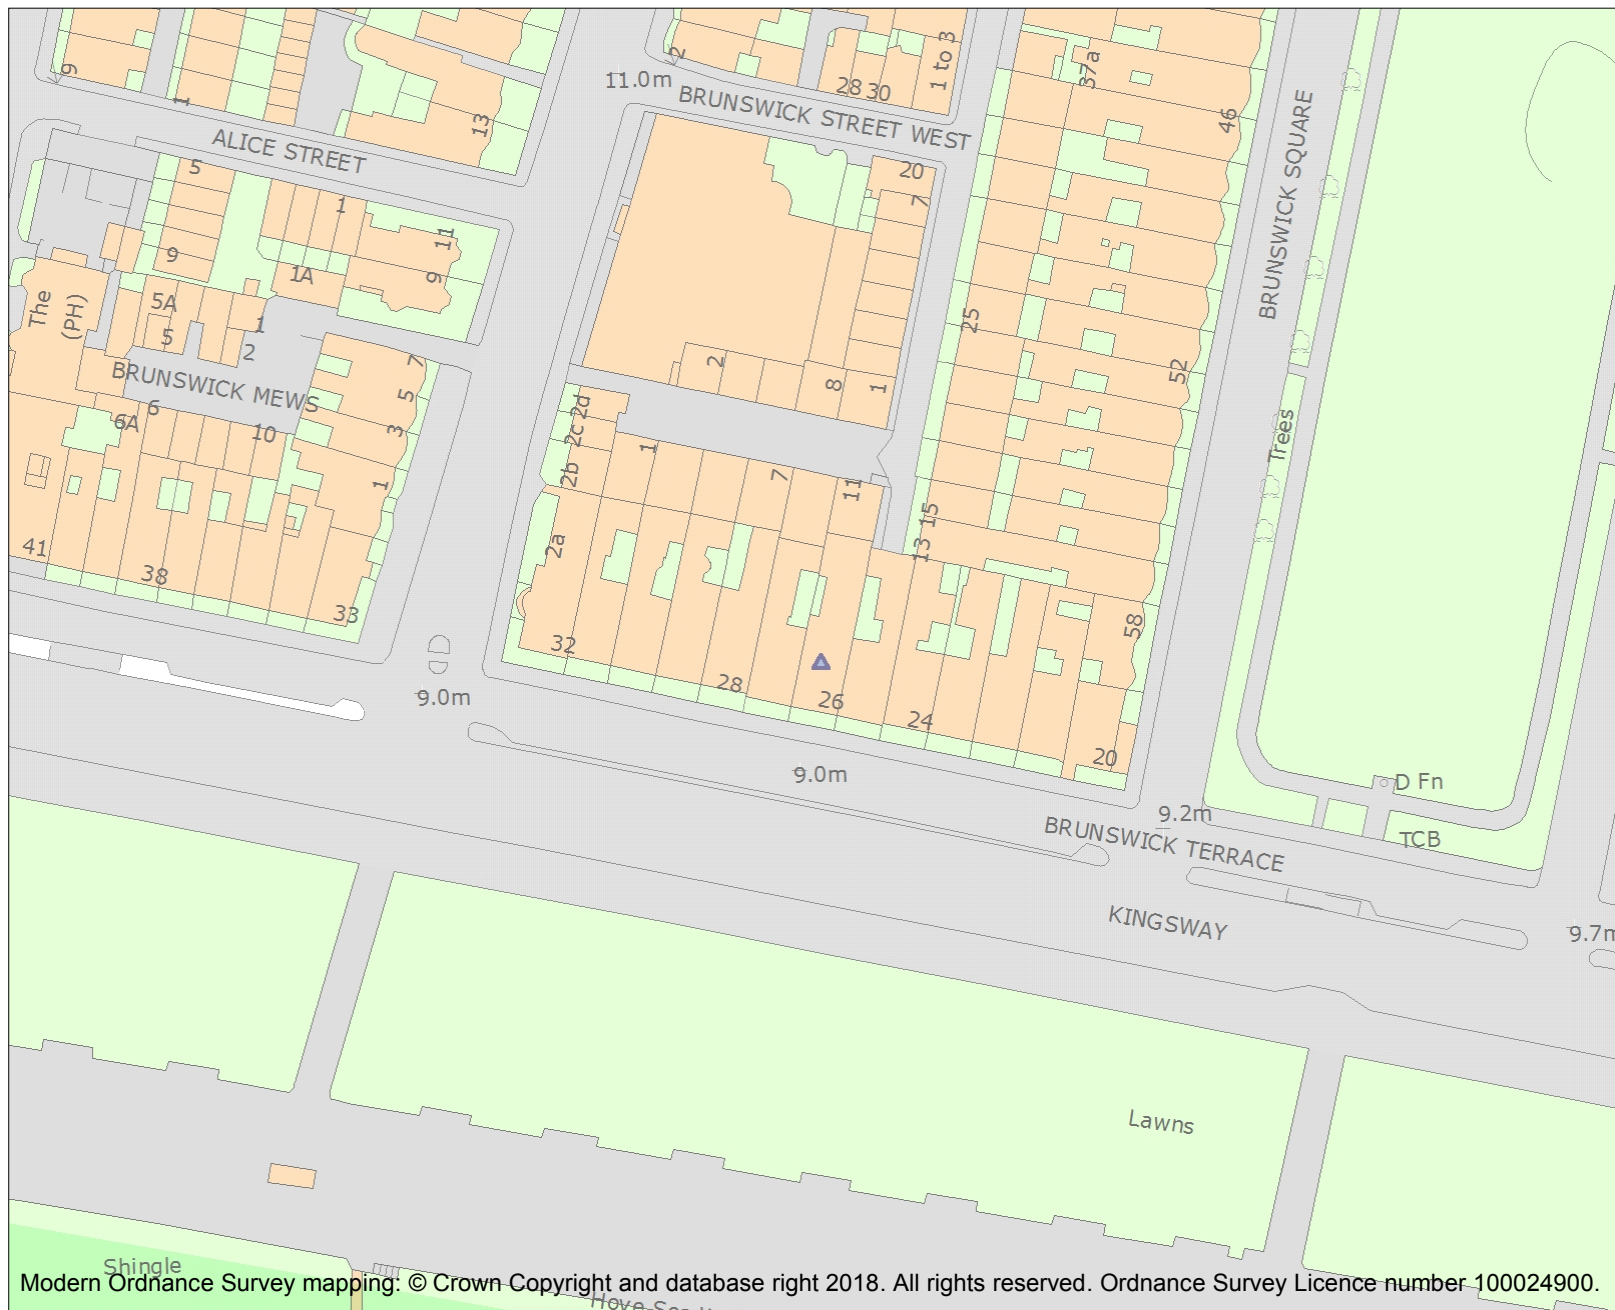 9
1
13
2
11.0m
BRUNSWICK STREET WEST
28 30
1 to 3
37a
46
BRUNSWICK SQUARE
ALICE STREET
5
9
1
1A
11
9
20
7
The
(PH)
5A
5
1
2
BRUNSWICK MEWS
6
6A
10
7
5
3
1
2
8
1
25
52
Trees
2d
2c
2b
2a
1
7
11
15
13
58
41
38
33
32
28
26
24
20
9.0m
9.0m
9.2m
BRUNSWICK TERRACE
D Fn
TCB
KINGSWAY
9.7m
Lawns
Shingle
Modern Ordnance Survey mapping: © Crown Copyright and database right 2018. All rights reserved. Ordnance Survey Licence number 100024900.
Hove